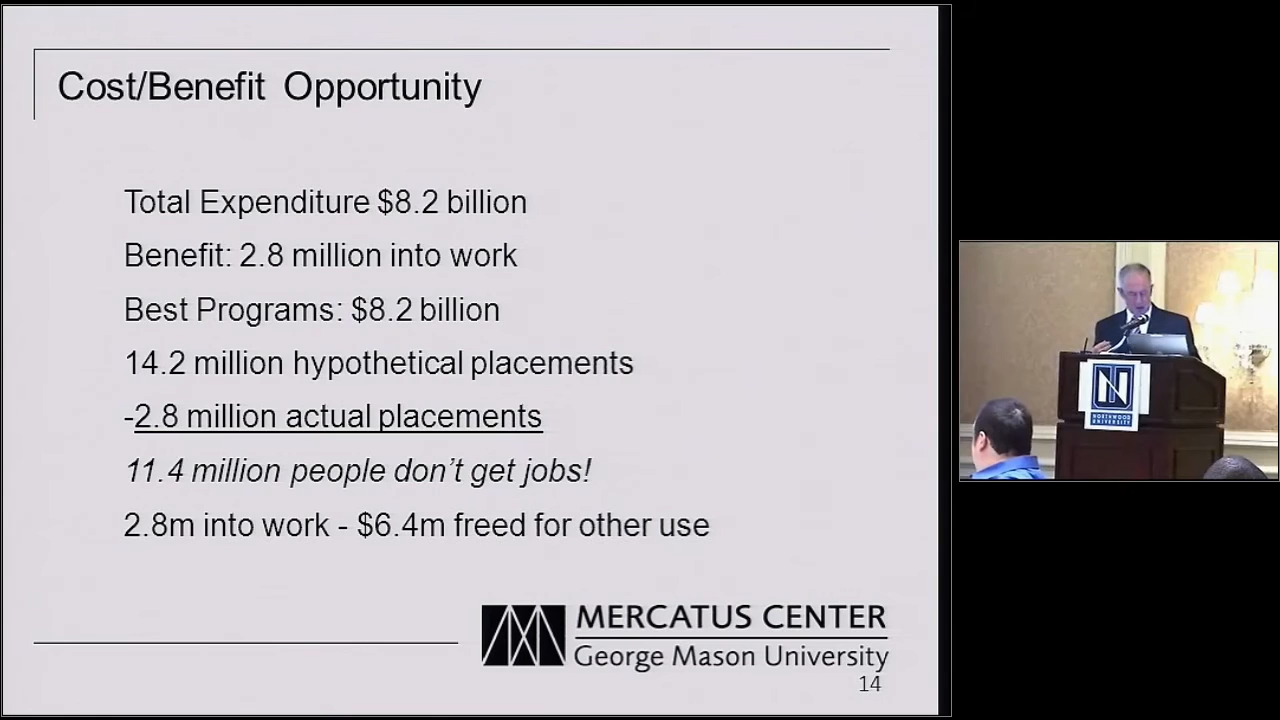 Cost/Benefit Opportunity
Total Expenditure $8.2 billion
Benefit: 2.8 million into work
Best Programs: $8.2 billion
14.2 million hypothetical placements
-2.8 million actual placements
11.4 million people don’t get jobs!
2.8m into work - $6.4m freed for other use
MERCATUS CENTER
George Mason University
14
N
NORTHWOOD
UNIVERSITY